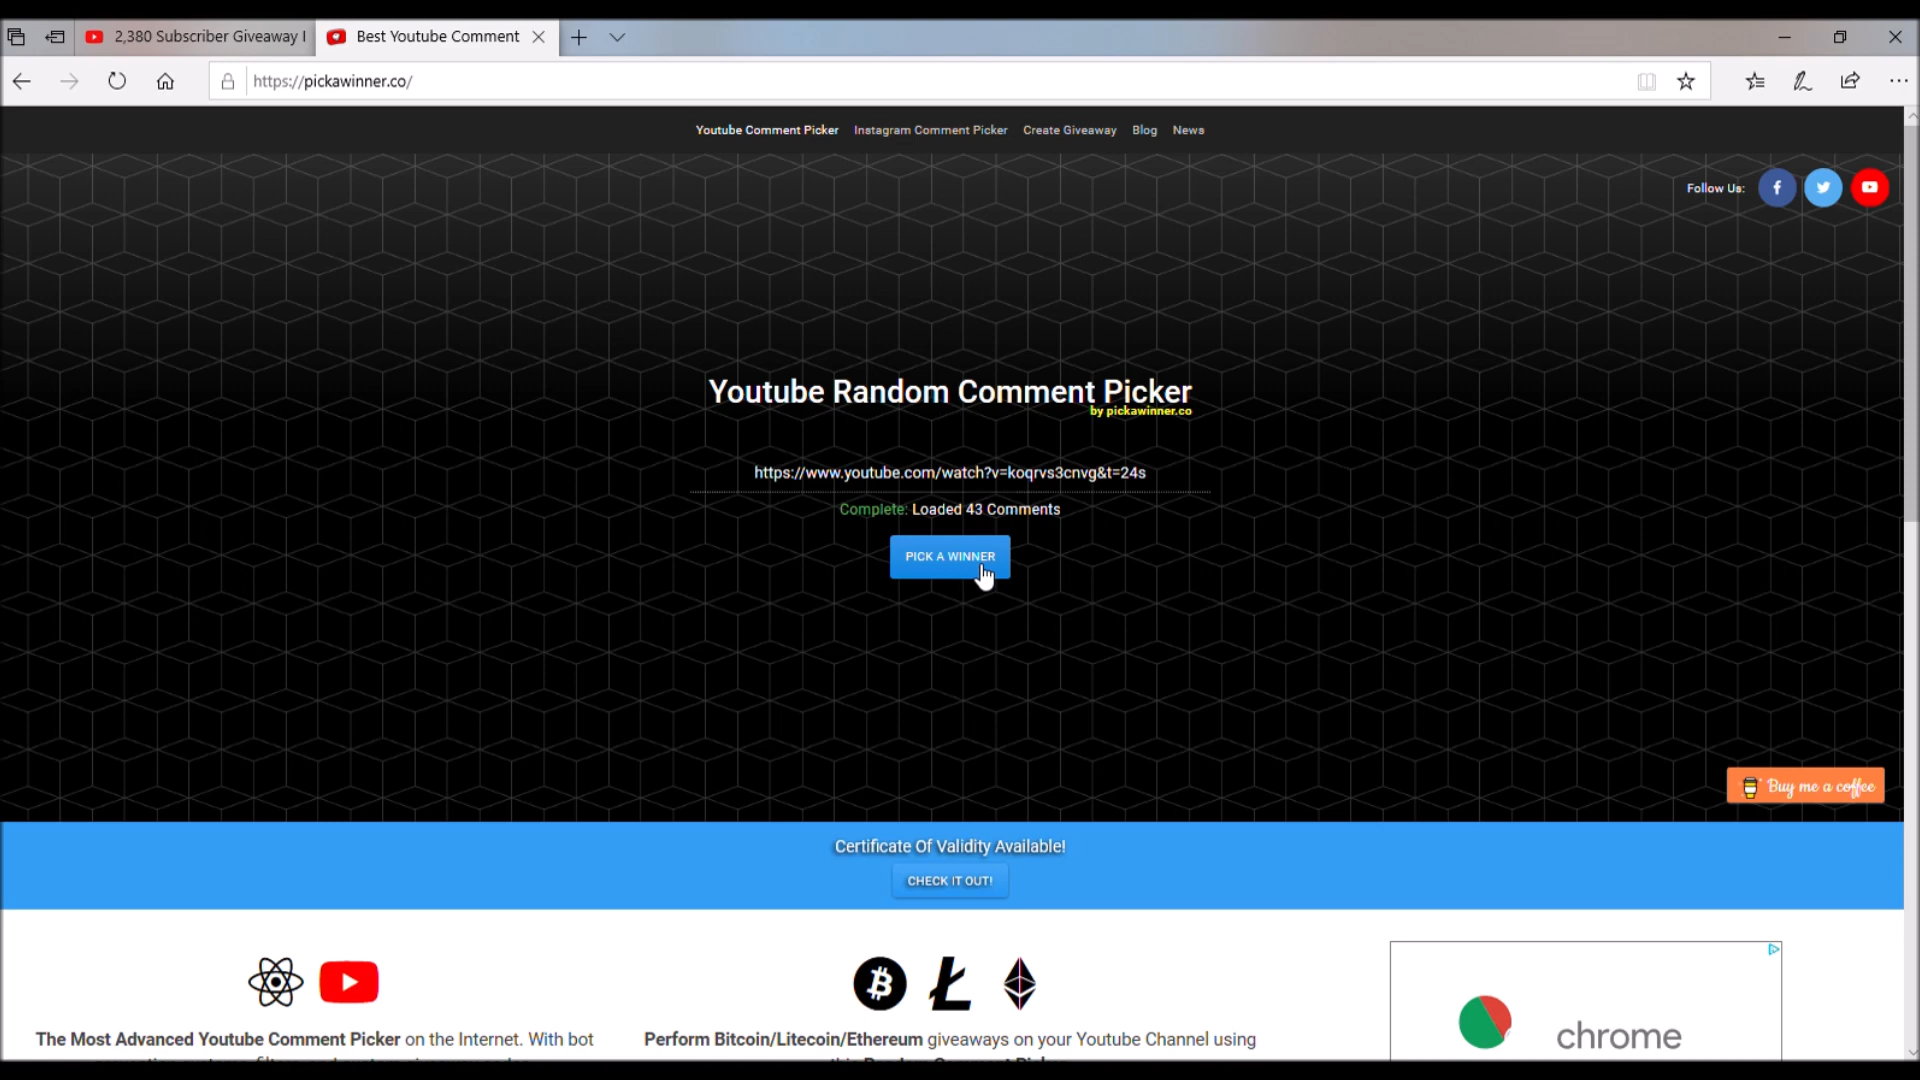 2,380 Subscriber Giveaway
Best Youtube Comment
https://pickawinner.co/
Youtube Comment Picker Instagram Comment Picker Create Giveaway Blog News
Follow Us:
Youtube Random Comment Picker
by pickawinner.co
https://www.youtube.com/watch?v=koqrvs3cnvg&t=24s
Complete: Loaded 43 Comments
PICK A WINNER
Buy me a coffee
Certificate Of Validity Available!
CHECK IT OUT!
The Most Advanced Youtube Comment Picker on the Internet. With bot
Perform Bitcoin/Litecoin/Ethereum giveaways on your Youtube Channel using
chrome